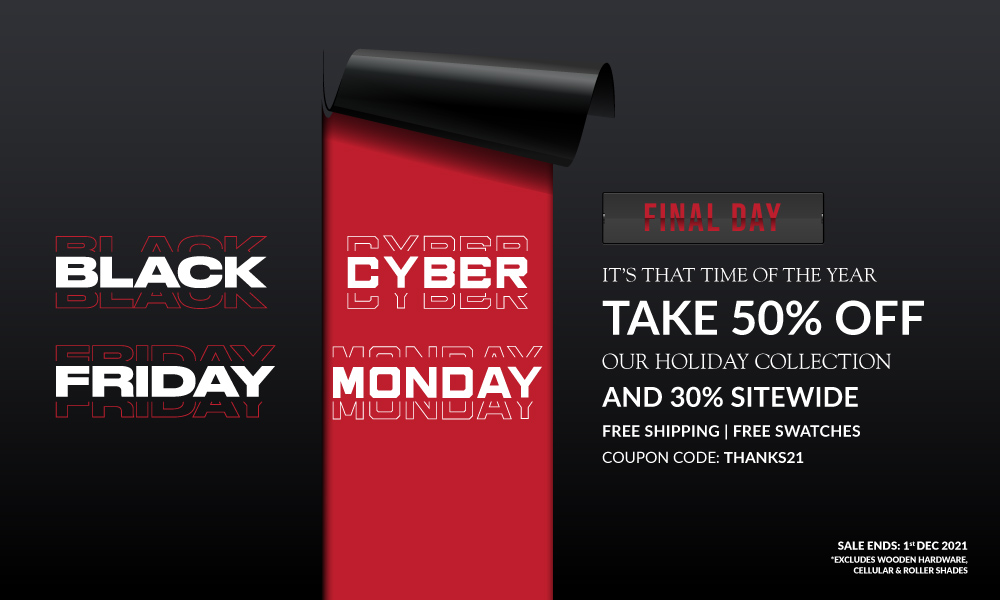 BLACK
FRIDAY
CYBER
MONDAY
FINAL DAY
IT'S THAT TIME OF THE YEAR
TAKE 50% OFF
OUR HOLIDAY COLLECTION
AND 30% SITEWIDE
FREE SHIPPING | FREE SWATCHES
COUPON CODE: THANKS21
SALE ENDS: 1st DEC 2021
*EXCLUDES WOODEN HARDWARE,
CELLULAR & ROLLER SHADES